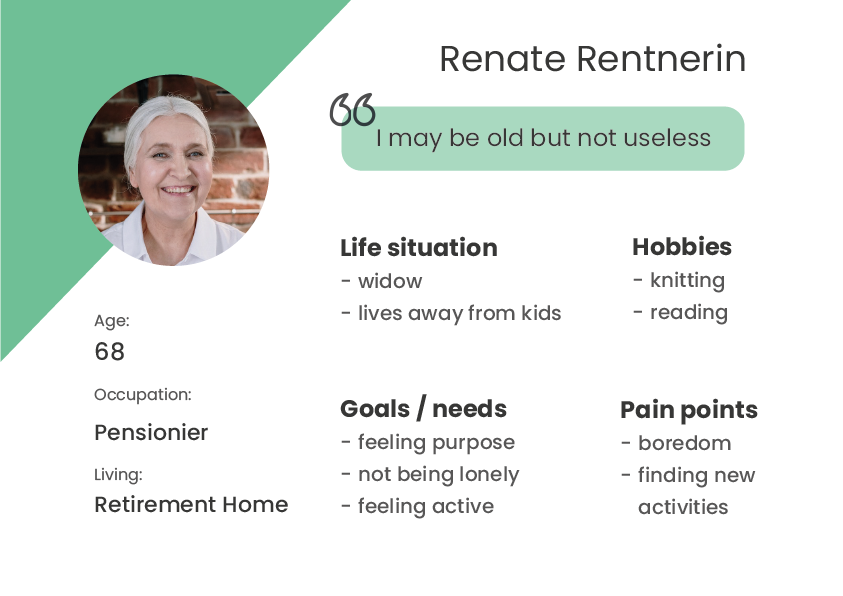 Renate Rentnerin
“I may be old but not useless
Age:
68
Occupation:
Pensionier
Living:
Retirement Home
Life situation
- widow
- lives away from kids
Hobbies
- knitting
- reading
Goals / needs
- feeling purpose
- not being lonely
- feeling active
Pain points
- boredom
- finding new
activities